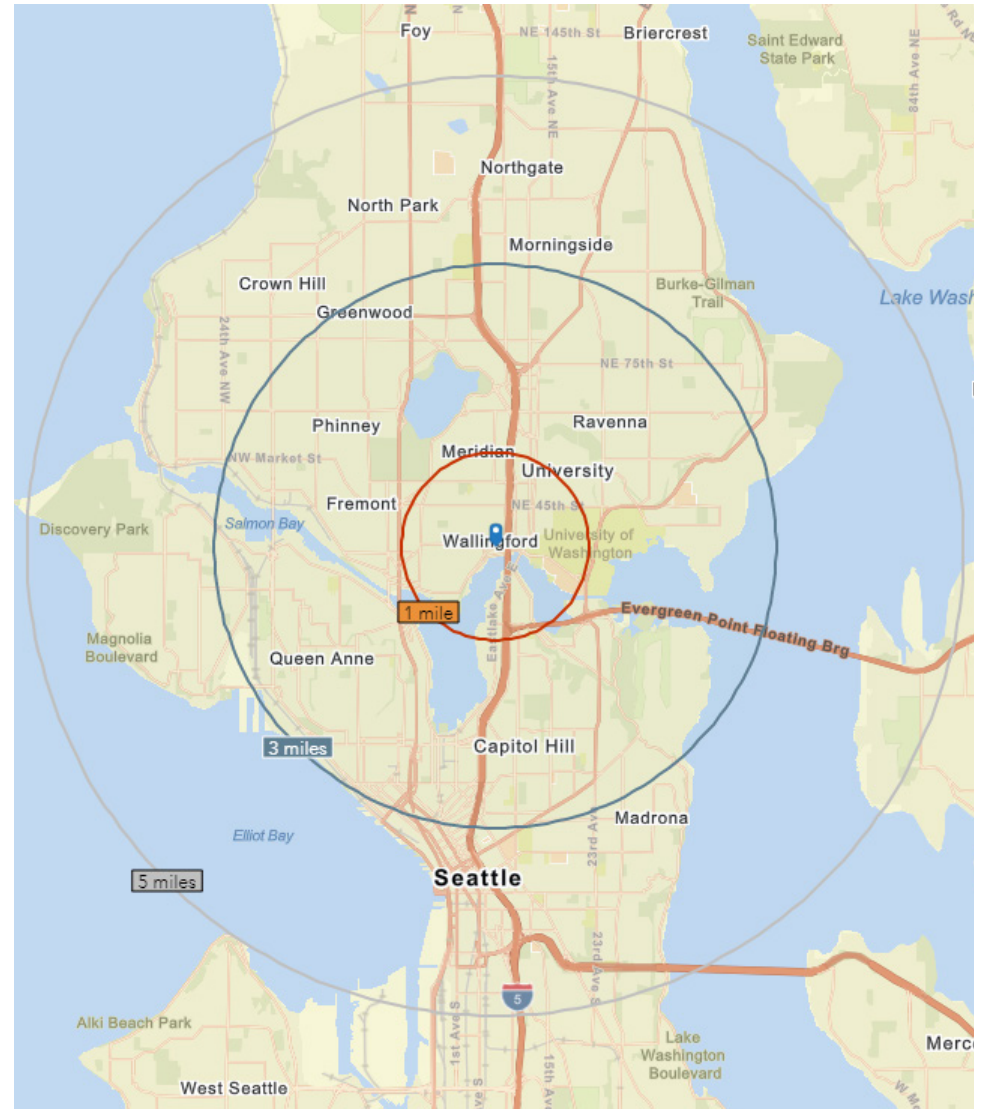 Foy
NE 145th St
Briercrest
Saint Edward
State Park
84th Ave NE
15th Ave NE
Northgate
North Park
Morningside
Crown Hill
Burke-Gilman
Trail
Lake Wash
Greenwood
24th Ave NW
NE 75th St
Phinney
Ravenna
Meridian
NW Market St
University
Fremont
NE 45th St
Discovery Park
Salmon Bay
Wallingford
University of
Washington
Eastlake Ave E
1 mile
Evergreen Point Floating Brg
Magnolia
Boulevard
Queen Anne
3 miles
Capitol Hill
Madrona
Elliot Bay
23rd Ave
5 miles
Seattle
23rd Ave S
5
Alki Beach Park
1st Ave S
Lake
Washington
Boulevard
Merce
15th Ave
West Seattle
ve S
W M